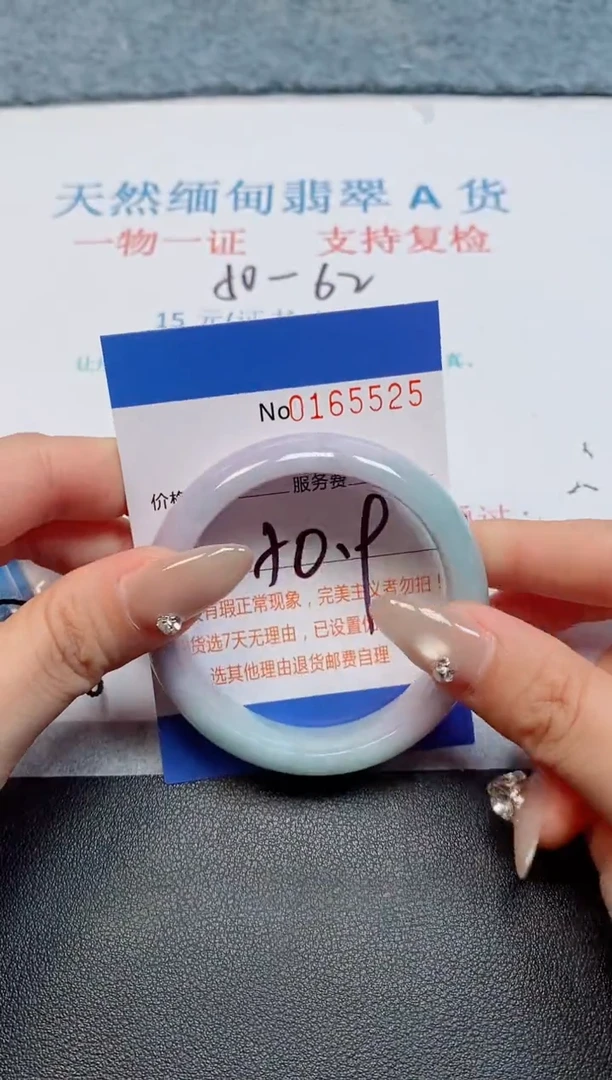 天然缅甸翡翠 A 货
一物一证 支持复检
80-62
15 元
No0165525
服务费
有瑕正常现象，完美主义者勿拍！
货选7天无理由，已设置
选其他理由退货邮费自理